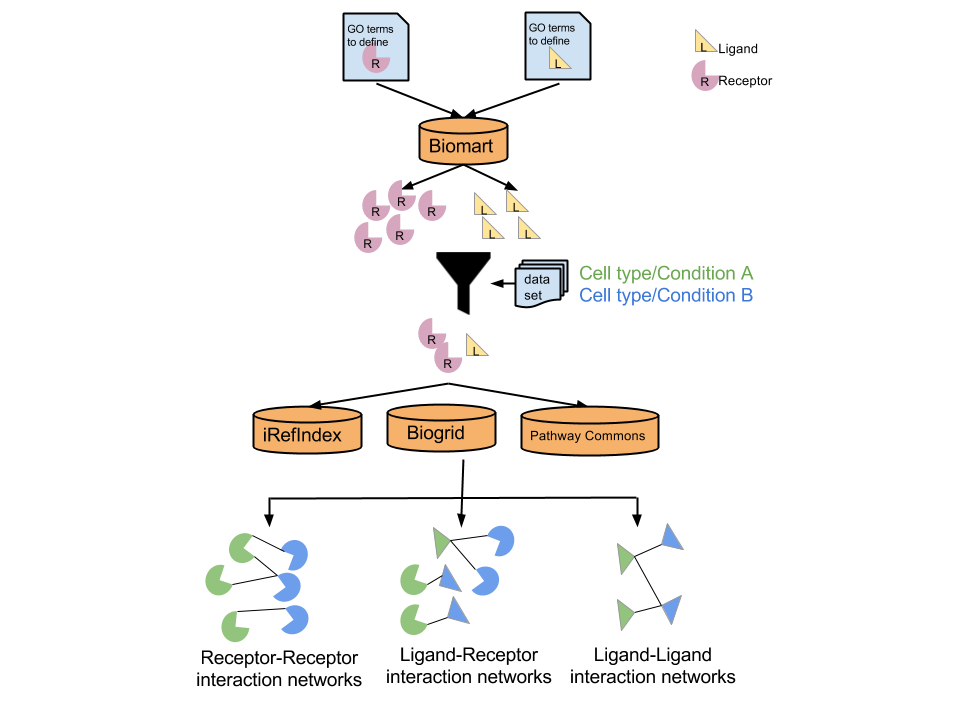 GO terms
to define
R
GO terms
to define
L
L Ligand
R Receptor
Biomart
R
R
R
R
R
L
L
L
L
data
set
Cell type/Condition A
Cell type/Condition B
R
R
L
iRefIndex
Biogrid
Pathway Commons
Receptor-Receptor
interaction networks
Ligand-Receptor
interaction networks
Ligand-Ligand
interaction networks